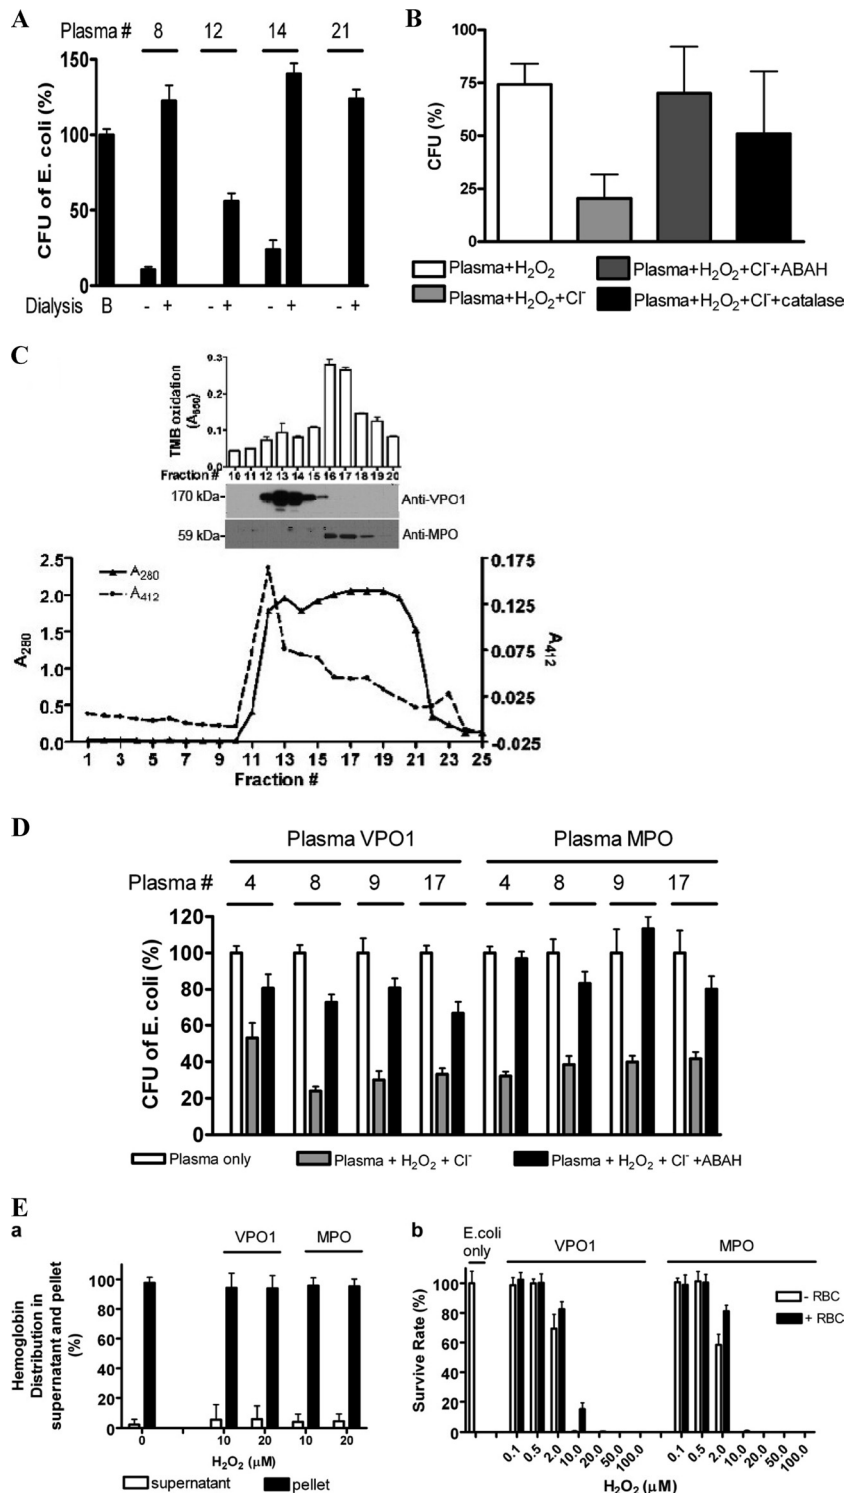 A
Plasma # 8 12 14 21
CFU of E. coli (%)
150
100
50
0
Dialysis B - + - + - + - +
B
CFU (%)
75
50
25
0
Plasma+H₂O₂
Plasma+H₂O₂+Cl⁻
Plasma+H₂O₂+Cl⁻+ABAH
Plasma+H₂O₂+Cl⁻+catalase
C
TMB oxidation
(A₆₅₀)
0.3
0.2
0.1
0.0
Fraction # 10 11 12 13 14 15 16 17 18 19 20
170 kDa Anti-VPO1
59 kDa Anti-MPO
A₂₈₀
A₄₁₂
A₂₈₀
2.5
2.0
1.5
1.0
0.5
0.0
0.175
0.125
0.075
0.025
-0.025
A₄₁₂
1 3 5 7 9 11 13 15 17 19 21 23 25
Fraction #
D
Plasma VPO1 Plasma MPO
Plasma # 4 8 9 17 4 8 9 17
CFU of E. coli (%)
120
100
80
60
40
20
0
Plasma only Plasma + H₂O₂ + Cl⁻ Plasma + H₂O₂ + Cl⁻ +ABAH
E
a
VPO1 MPO
Hemoglobin
Distribution in
supernatant and pellet
(%)
100
80
60
40
20
0
0 10 20 10 20
H₂O₂ (µM)
supernatant pellet
b
E.coli
only
VPO1 MPO
Survive Rate (%)
100
80
60
40
20
0
- RBC
+ RBC
0.1 0.5 2.0 10.0 20.0 50.0 100.0 0.1 0.5 2.0 10.0 20.0 50.0 100.0
H₂O₂ (µM)